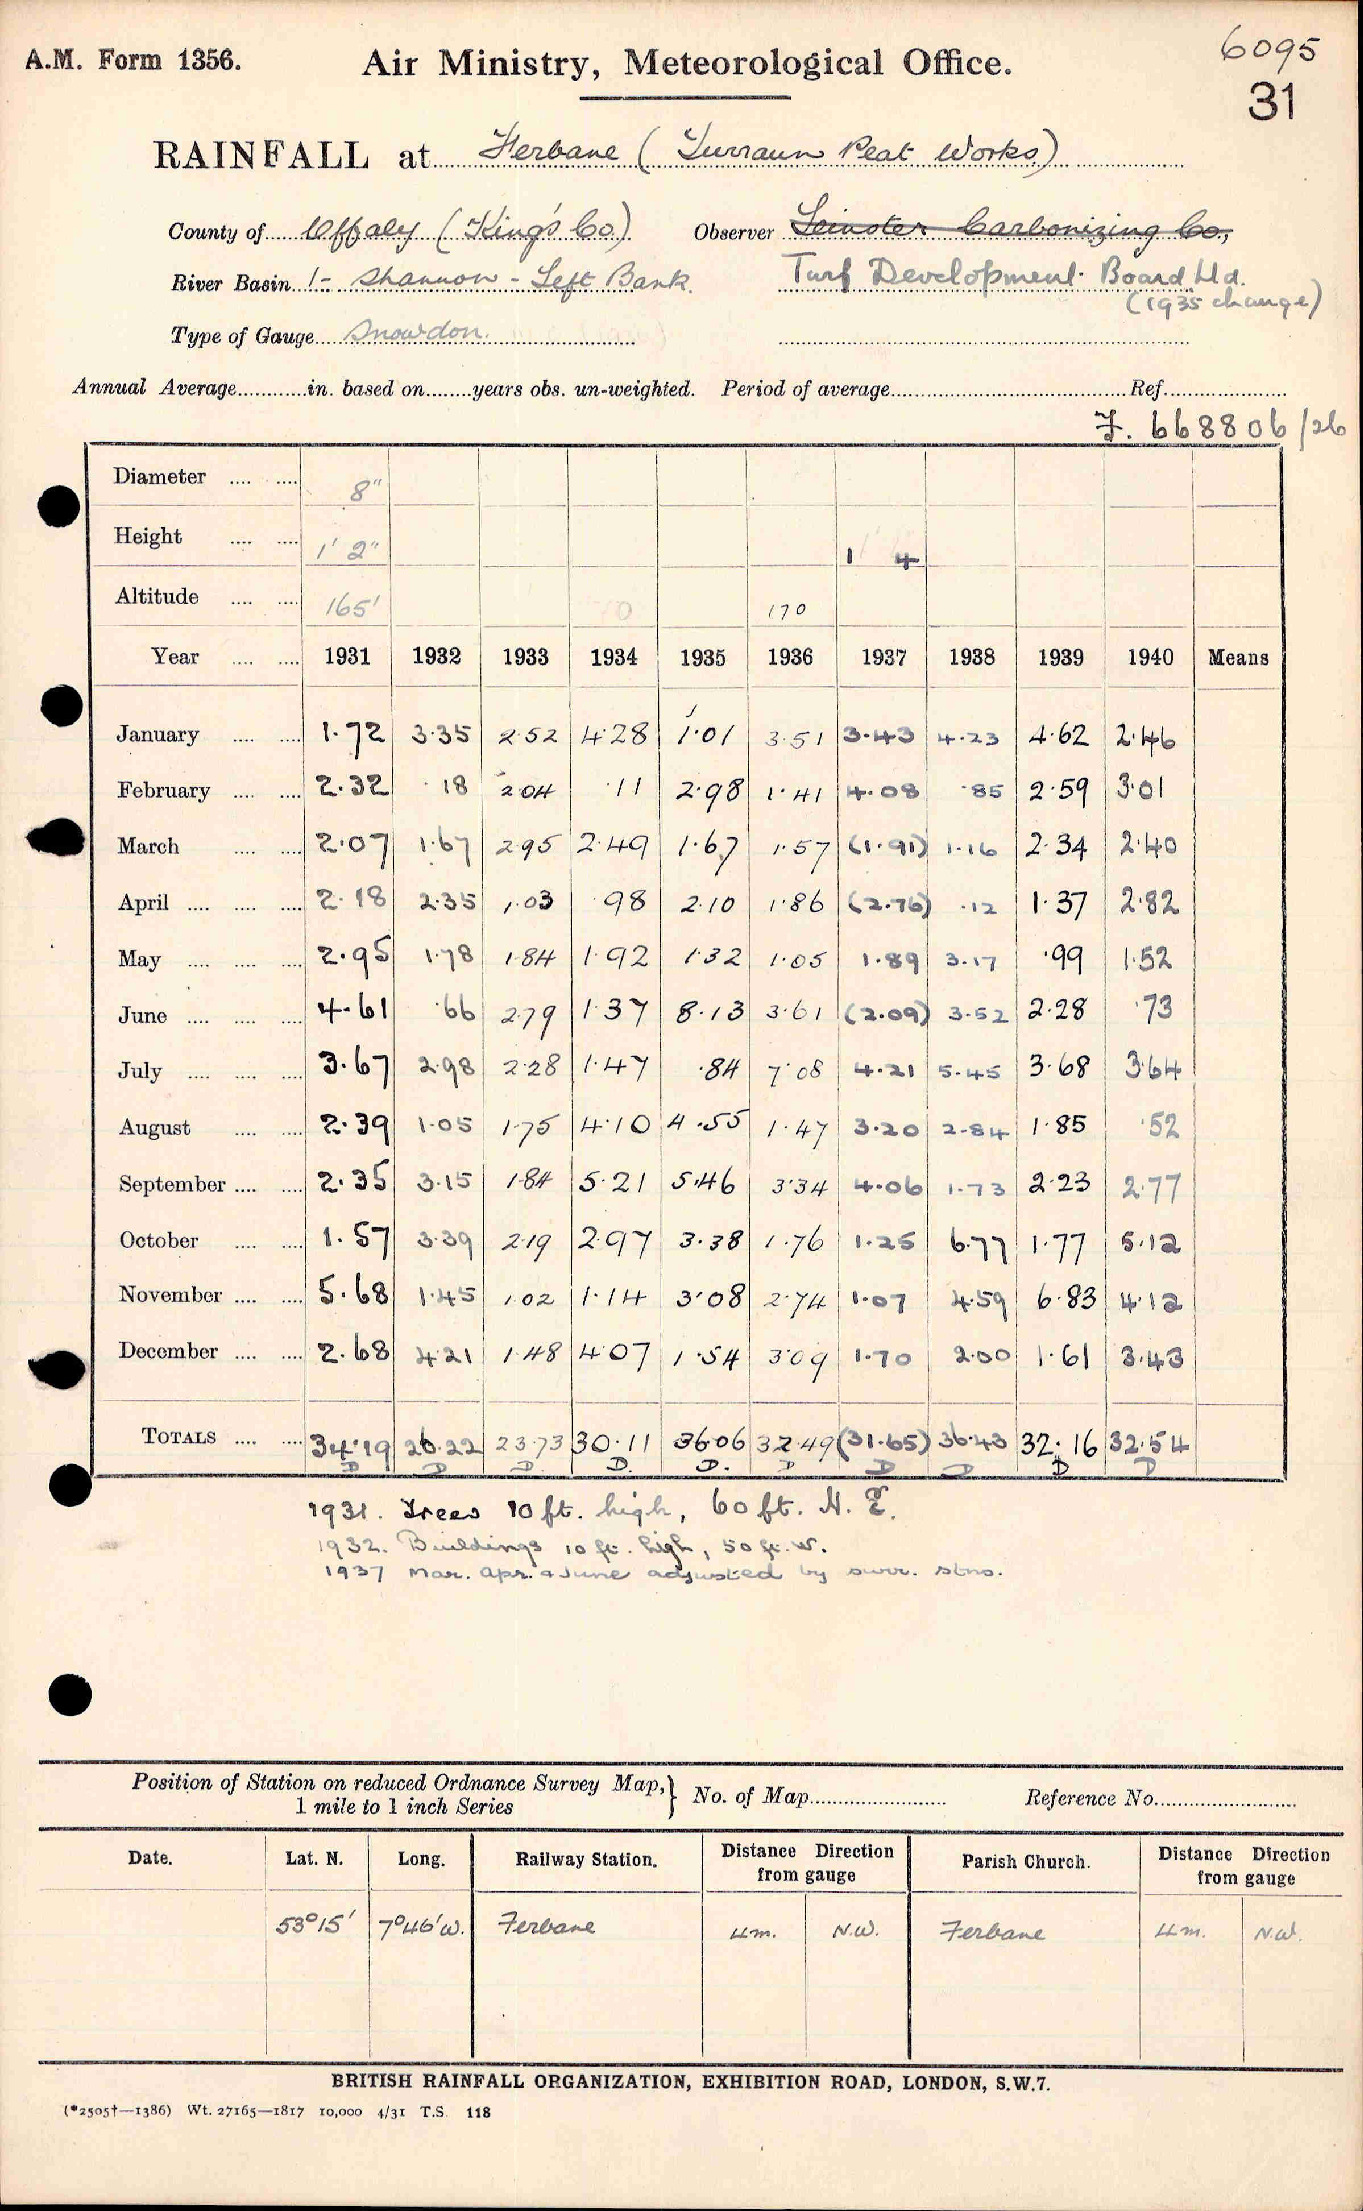 A.M. Form 1356.
Air Ministry, Meteorological Office.
6095
31
RAINFALL at Ferbane (Turraun Peat Works)
County of Offaly (King's Co.) Observer Leinster Carbonizing Co.,
River Basin 1- Shannon - Left Bank. Turf Development Board Ltd.
(1935 change)
Type of Gauge Snowdon.
Annual Average in. based on years obs. un-weighted. Period of average Ref.
F. 668806/26
Diameter 8"
Height 1' 2" 1 4
Altitude 165' 170
Year 1931 1932 1933 1934 1935 1936 1937 1938 1939 1940 Means
January 1.72 3.35 2.52 4.28 1.01 3.51 3.43 4.23 4.62 2.46
February 2.32 .18 2.04 .11 2.98 1.41 4.08 .85 2.59 3.01
March 2.07 1.67 2.95 2.49 1.67 1.57 (1.91) 1.16 2.34 2.40
April 2.18 2.35 1.03 .98 2.10 1.86 (2.76) .12 1.37 2.82
May 2.95 1.78 1.84 1.92 1.32 1.05 1.89 3.17 .99 1.52
June 4.61 .66 2.79 1.37 8.13 3.61 (2.09) 3.52 2.28 .73
July 3.67 2.98 2.28 1.47 .84 7.08 4.21 5.45 3.68 3.64
August 2.39 1.05 1.75 4.10 4.55 1.47 3.20 2.84 1.85 .52
September 2.35 3.15 1.84 5.21 5.46 3.34 4.06 1.73 2.23 2.77
October 1.57 3.39 2.19 2.97 3.38 1.76 1.25 6.77 1.77 5.12
November 5.68 1.45 1.02 1.14 3.08 2.74 1.07 4.59 6.83 4.12
December 2.68 4.21 1.48 4.07 1.54 3.09 1.70 2.00 1.61 3.43
TOTALS 34.19 26.22 23.73 30.11 36.06 32.49 (31.65) 36.43 32.16 32.54
D D D. D. D. D D D D D
1931. Trees 10 ft. high, 60 ft. N. E.
1932. Buildings 10 ft. high, 50 ft. W.
1937 Mar. Apr. & June adjusted by surr. stns.
Position of Station on reduced Ordnance Survey Map,} No. of Map Reference No.
1 mile to 1 inch Series
Date. Lat. N. Long. Railway Station. Distance Direction from gauge Parish Church. Distance Direction from gauge
53°15' 7°46'W. Ferbane 4m. N.W. Ferbane 4m. N.W.
BRITISH RAINFALL ORGANIZATION, EXHIBITION ROAD, LONDON, S.W.7.
(*2505†—1386) Wt. 27165—1817 10,000 4/31 T.S. 118